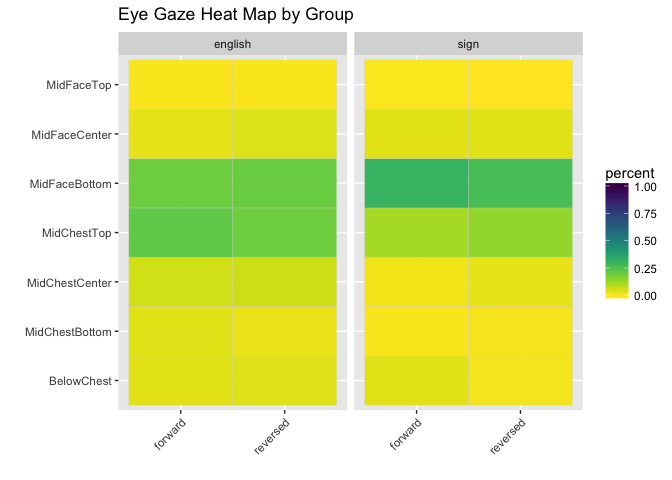 Eye Gaze Heat Map by Group
english
sign
MidFaceTop
MidFaceCenter
MidFaceBottom
MidChestTop
MidChestCenter
MidChestBottom
BelowChest
forward
reversed
forward
reversed
percent
1.00
0.75
0.50
0.25
0.00